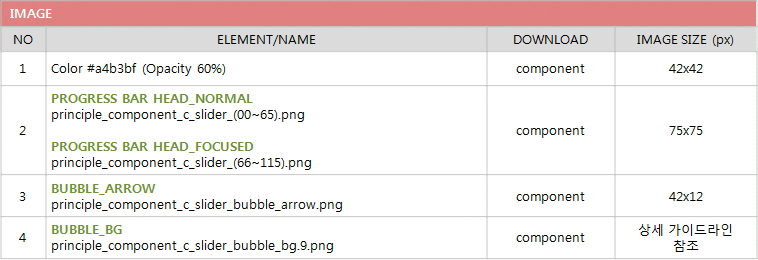 IMAGE
NO ELEMENT/NAME DOWNLOAD IMAGE SIZE (px)
1 Color #a4b3bf (Opacity 60%) component 42x42
PROGRESS BAR HEAD_NORMAL
principle_component_c_slider_(00~65).png
2 component 75x75
PROGRESS BAR HEAD_FOCUSED
principle_component_c_slider_(66~115).png
BUBBLE_ARROW
3 component 42x12
principle_component_c_slider_bubble_arrow.png
BUBBLE_BG
4 component 상세 가이드라인
참조
principle_component_c_slider_bubble_bg.9.png